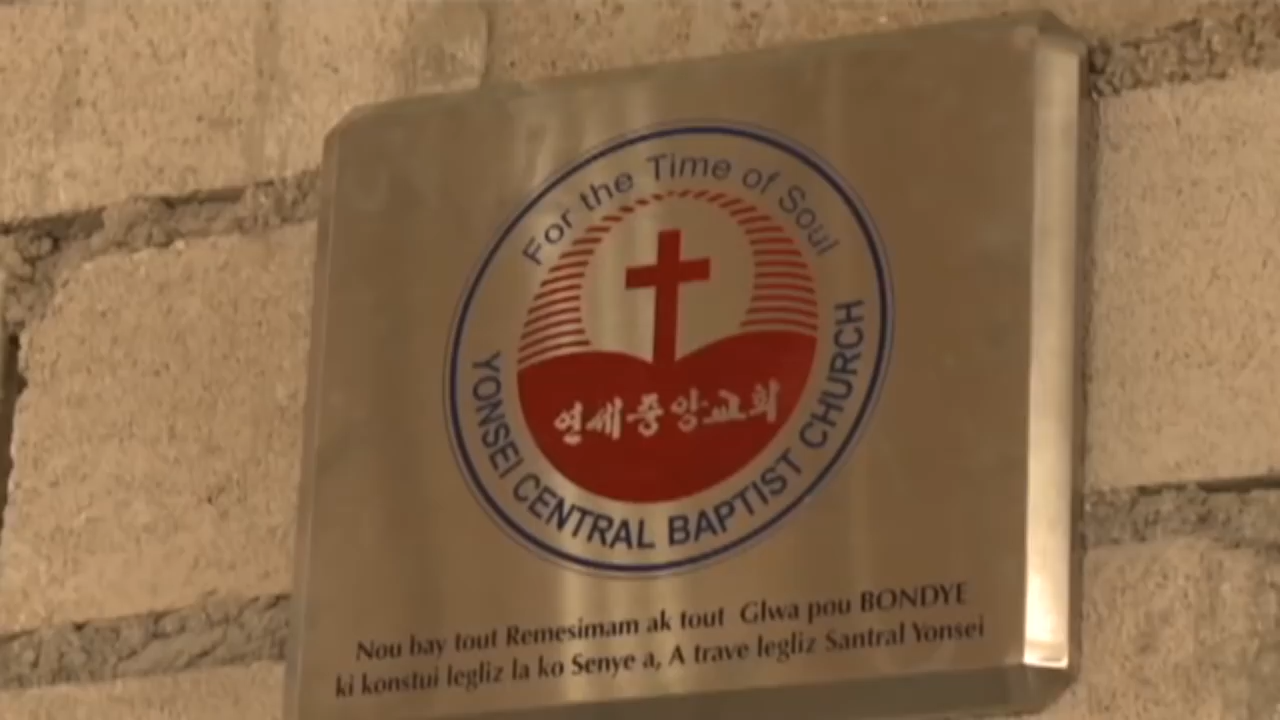 For the Time of Soul
연세중앙교회
YONSEI CENTRAL BAPTIST CHURCH
Nou bay tout Remesimam ak tout Glwa pou BONDYE
ki konstui legliz la ko Senye a, A trave legliz Santral Yonsei